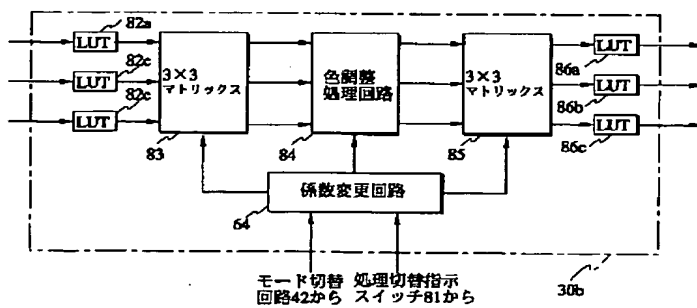 82a
LUT
82c
LUT
82c
LUT
3×3
マトリックス
83
色調整
処理回路
84
3×3
マトリックス
85
86a
LUT
86b
LUT
86c
LUT
係数変更回路
64
モード切替 処理切替指示
回路42から スイッチ81から
30b